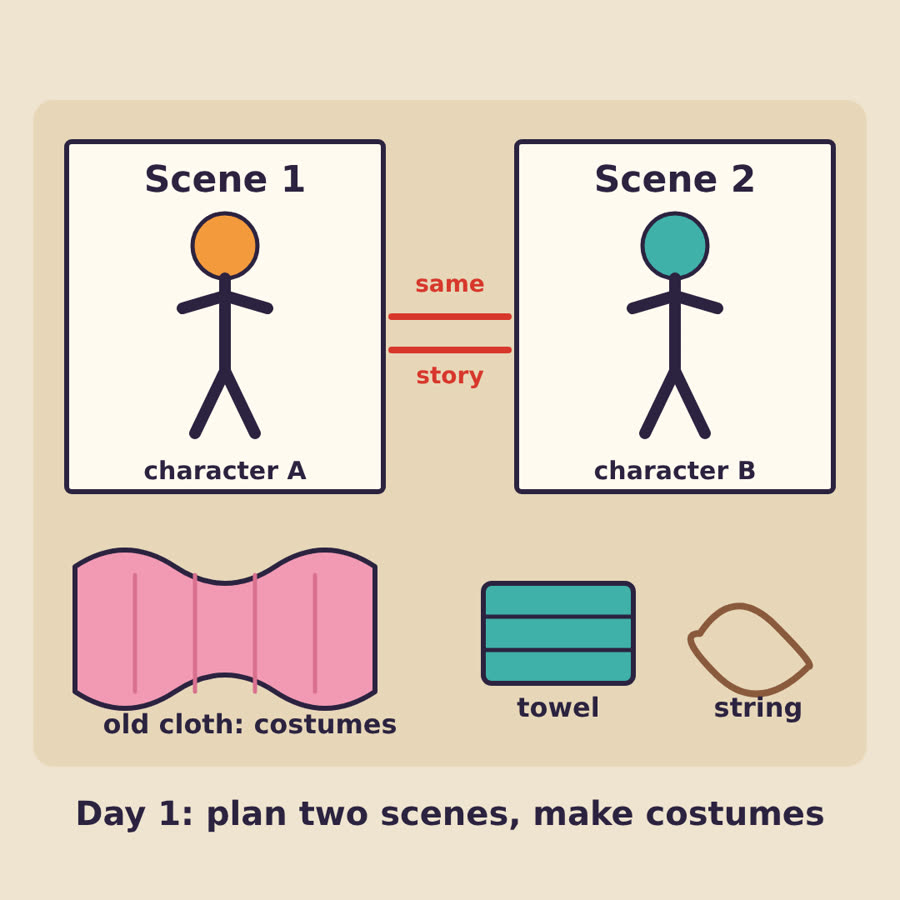 Scene 1
Scene 2
same
story
character A
character B
old cloth: costumes
towel
string
Day 1: plan two scenes, make costumes